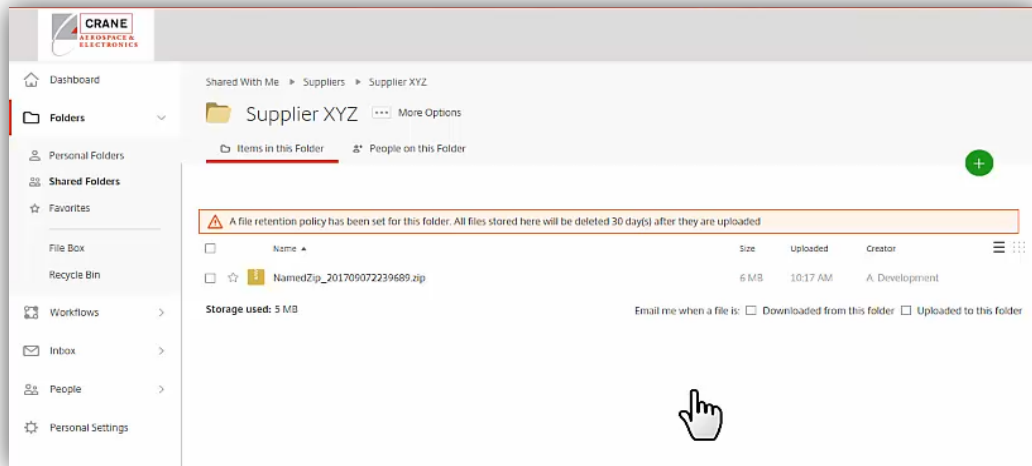 CRANE
AEROSPACE &
ELECTRONICS
Dashboard
Folders
Personal Folders
Shared Folders
Favorites
File Box
Recycle Bin
Workflows
Inbox
People
Personal Settings
Shared With Me Suppliers Supplier XYZ
Supplier XYZ ••• More Options
Items in this Folder People on this Folder
+
A file retention policy has been set for this folder. All files stored here will be deleted 30 day(s) after they are uploaded
Name Size Uploaded Creator
NamedZip_201709072239689.zip 6 MB 10:17 AM A. Development
Storage used: 5 MB Email me when a file is: Downloaded from this folder Uploaded to this folder